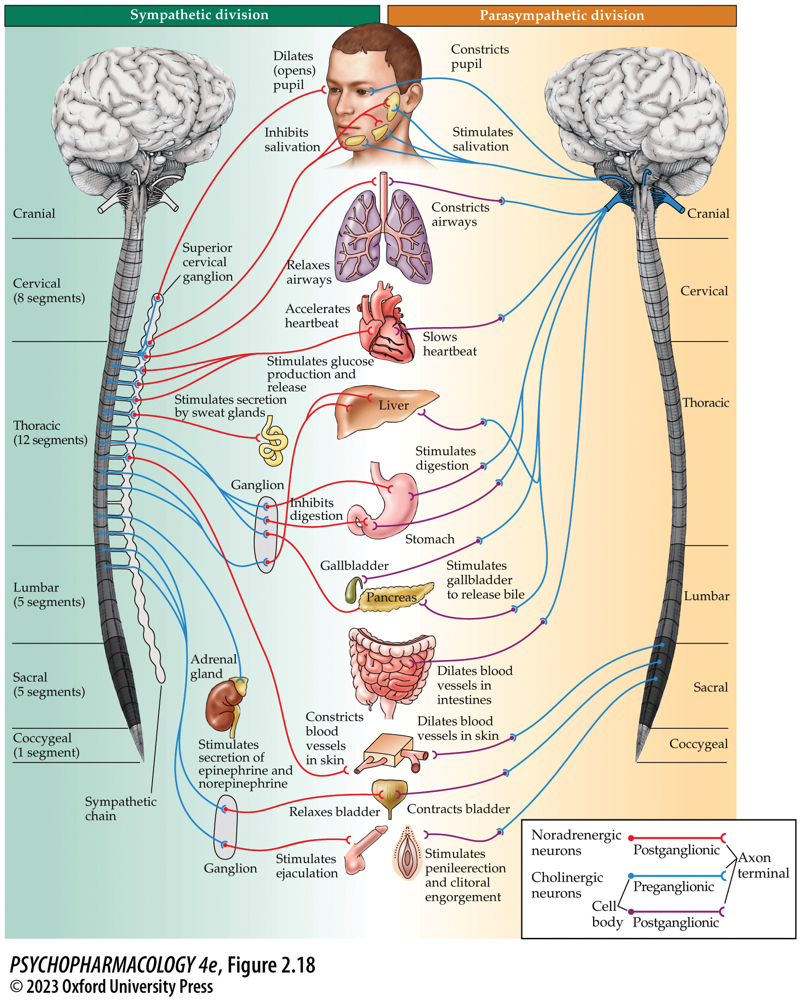 Sympathetic division
Parasympathetic division
Dilates
(opens)
pupil
Constricts
pupil
Inhibits
salivation
Stimulates
salivation
Cranial
Cranial
Constricts
airways
Superior
cervical
ganglion
Relaxes
airways
Cervical
(8 segments)
Cervical
Accelerates
heartbeat
Slows
heartbeat
Stimulates glucose
production and
release
Stimulates secretion
by sweat glands
Liver
Thoracic
Thoracic
(12 segments)
Stimulates
digestion
Ganglion
Inhibits
digestion
Stomach
Gallbladder
Stimulates
gallbladder
to release bile
Pancreas
Lumbar
(5 segments)
Lumbar
Adrenal
gland
Dilates blood
vessels in
intestines
Sacral
(5 segments)
Sacral
Constricts
blood
vessels
in skin
Dilates blood
vessels in skin
Coccygeal
(1 segment)
Coccygeal
Stimulates
secretion of
epinephrine and
norepinephrine
Sympathetic
chain
Relaxes bladder
Contracts bladder
Ganglion
Stimulates
ejaculation
Stimulates
penileerection
and clitoral
engorgement
Noradrenergic
neurons
Postganglionic
Axon
terminal
Cholinergic
neurons
Preganglionic
Cell
body
Postganglionic
PSYCHOPHARMACOLOGY 4e, Figure 2.18
© 2023 Oxford University Press